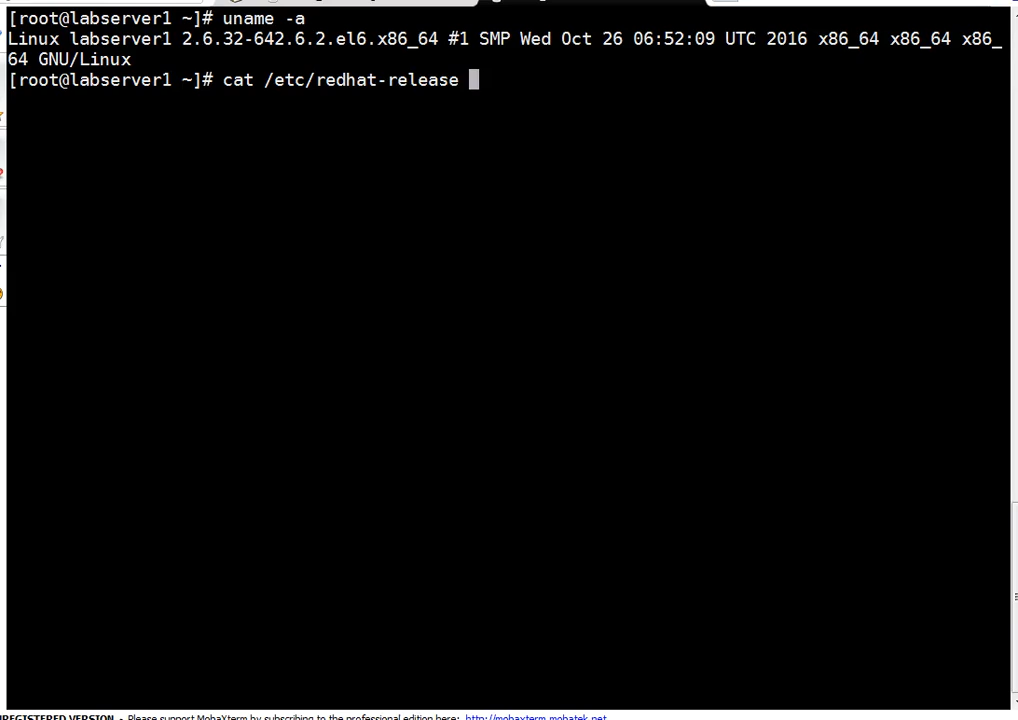 [root@labserver1 ~]# uname -a
Linux labserver1 2.6.32-642.6.2.el6.x86_64 #1 SMP Wed Oct 26 06:52:09 UTC 2016 x86_64 x86_64 x86_
64 GNU/Linux
[root@labserver1 ~]# cat /etc/redhat-release
REGISTERED VERSION - Please support MobaXterm by subscribing to the professional edition here: http://mobaxterm.mobatek.net